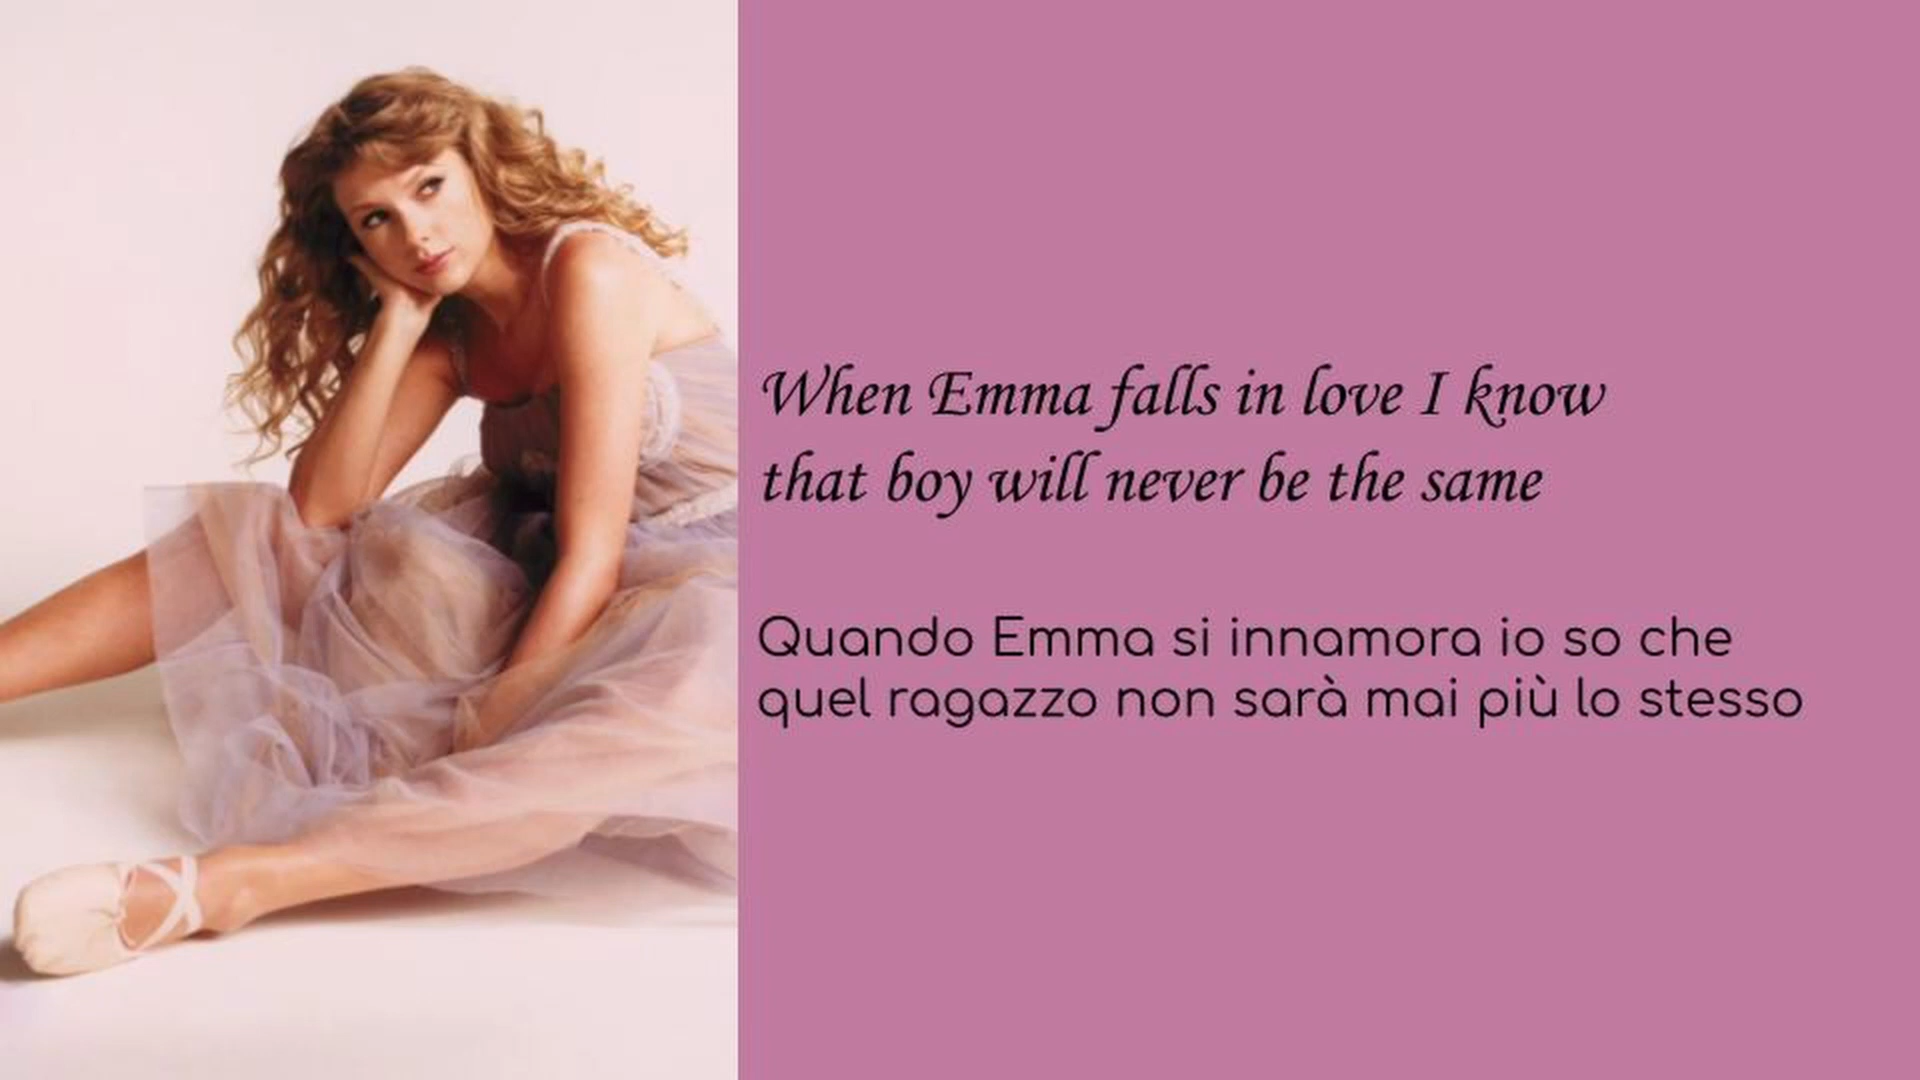 When Emma falls in love I know
that boy will never be the same
Quando Emma si innamora io so che
quel ragazzo non sarà mai più lo stesso